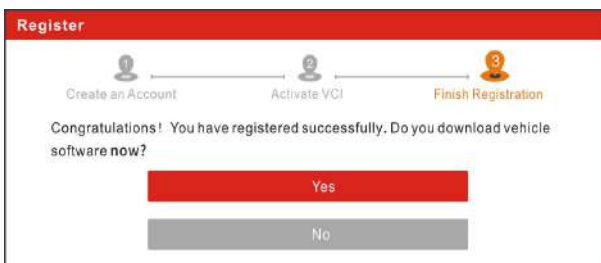 Register
1
2
3
Create an Account
Activate VCI
Finish Registration
Congratulations! You have registered successfully. Do you download vehicle
software now?
Yes
No